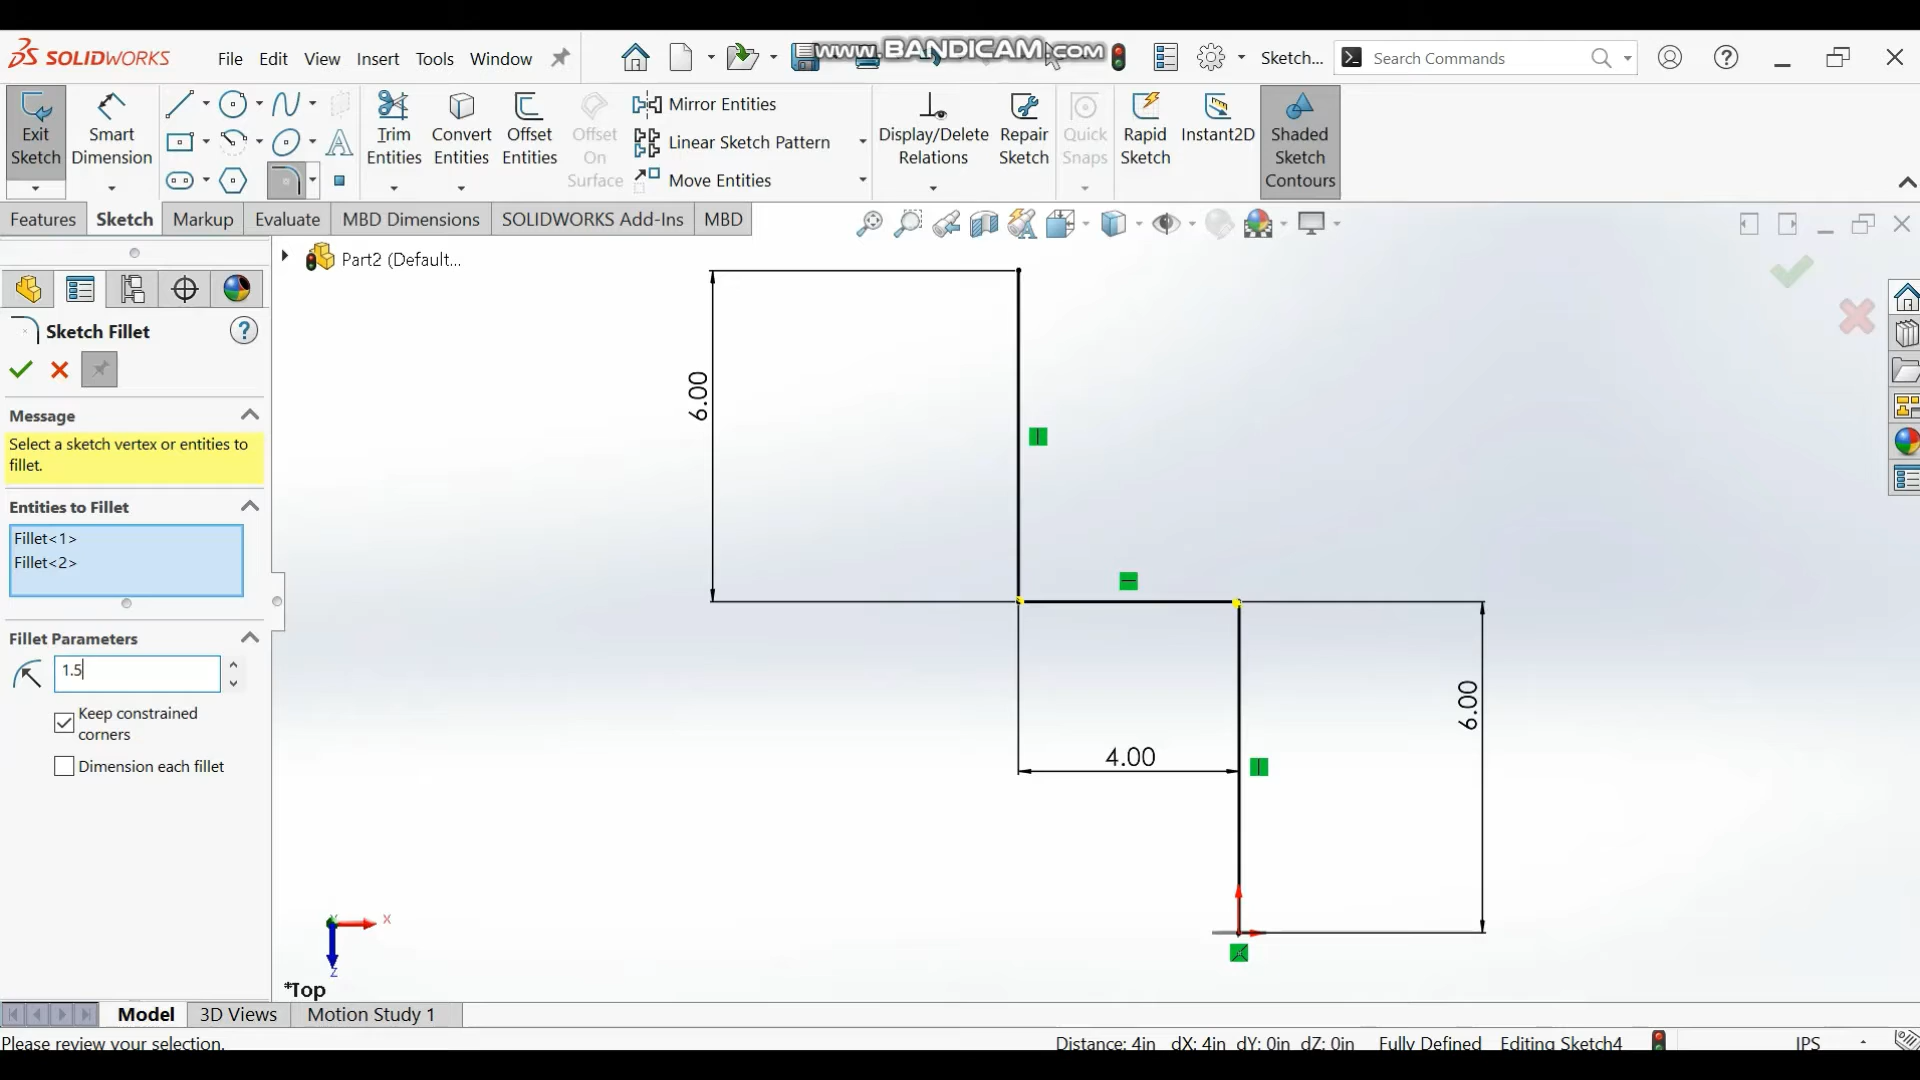 SOLIDWORKS File Edit View Insert Tools Window www.BANDICAM.COM Sketch... Search Commands
Exit Sketch
Smart Dimension
Trim Entities
Convert Entities
Offset Entities
Offset On Surface
Mirror Entities
Linear Sketch Pattern
Move Entities
Display/Delete Relations
Repair Sketch
Quick Snaps
Rapid Sketch
Instant2D
Shaded Sketch Contours
Features Sketch Markup Evaluate MBD Dimensions SOLIDWORKS Add-Ins MBD
Part2 (Default...
Sketch Fillet
Message
Select a sketch vertex or entities to
fillet.
Entities to Fillet
Fillet<1>
Fillet<2>
Fillet Parameters
1.5
Keep constrained
corners
Dimension each fillet
6.00
4.00
6.00
Y
X
Z
*Top
Model 3D Views Motion Study 1
Please review your selection. Distance: 4in dX: 4in dY: 0in dZ: 0in Fully Defined Editing Sketch4 IPS